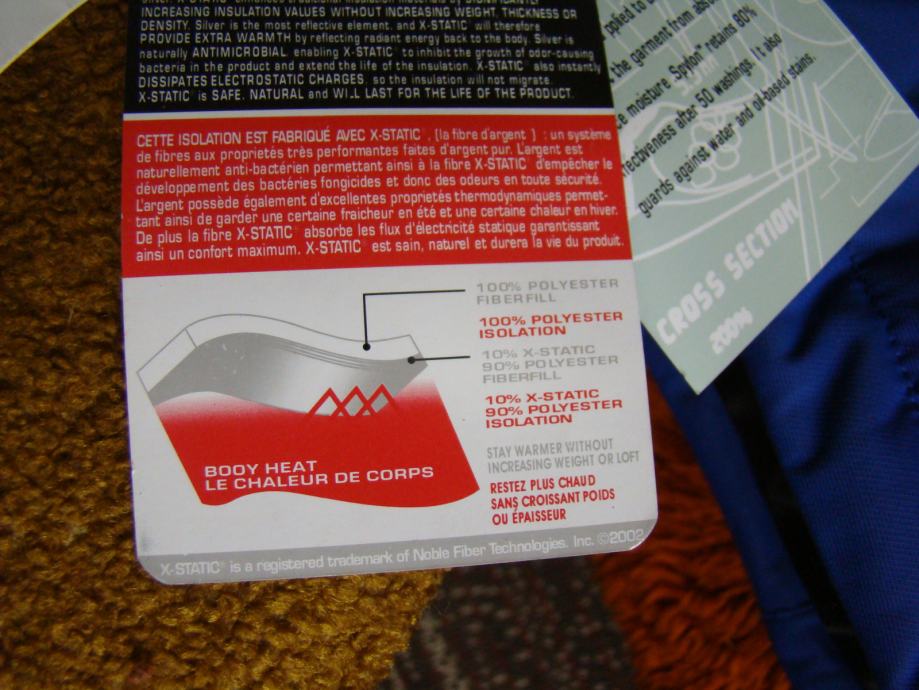 Silver. X-STATIC® enhances traditional insulation materials by SIGNIFICANTLY
INCREASING INSULATION VALUES WITHOUT INCREASING WEIGHT, THICKNESS OR
DENSITY. Silver is the most reflective element, and X-STATIC® will therefore
PROVIDE EXTRA WARMTH by reflecting radiant energy back to the body. Silver is
naturally ANTIMICROBIAL, enabling X-STATIC® to inhibit the growth of odor-causing
bacteria in the product and extend the life of the insulation. X-STATIC® also instantly
DISSIPATES ELECTROSTATIC CHARGES, so the insulation will not migrate.
X-STATIC® is SAFE, NATURAL and WILL LAST FOR THE LIFE OF THE PRODUCT.
CETTE ISOLATION EST FABRIQUÉ AVEC X-STATIC®, (la fibre d'argent ) : un système
de fibres aux proprietés très performantes faites d'argent pur. L'argent est
naturellement anti-bactérien permettant ainsi à la fibre X-STATIC® d'empêcher le
développement des bactéries fongicides et donc des odeurs en toute sécurité.
L'argent possède également d'excellentes propriétés thermodynamiques permet-
tant ainsi de garder une certaine fraicheur en été et une certaine chaleur en hiver.
De plus la fibre X-STATIC® absorbe les flux d'électricité statique garantissant
ainsi un confort maximum. X-STATIC® est sain, naturel et durera la vie du produit.
100% POLYESTER
FIBERFILL
100% POLYESTER
ISOLATION
10% X-STATIC
90% POLYESTER
FIBERFILL
10% X-STATIC
90% POLYESTER
ISOLATION
BODY HEAT
LE CHALEUR DE CORPS
STAY WARMER WITHOUT
INCREASING WEIGHT OR LOFT
RESTEZ PLUS CHAUD
SANS CROISSANT POIDS
OU ÉPAISSEUR
X-STATIC® is a registered trademark of Noble Fiber Technologies, Inc. ©2002
to
the garment from
moisture. Spylon™ retains 80%
after 50 washings. It also
guards against water and oil-based stains.
CROSS SECTION
200%